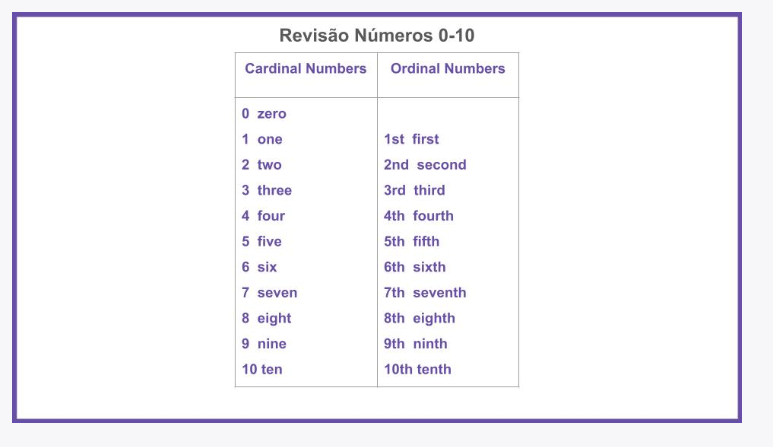 Revisão Números 0-10
Cardinal Numbers Ordinal Numbers
0 zero
1 one 1st first
2 two 2nd second
3 three 3rd third
4 four 4th fourth
5 five 5th fifth
6 six 6th sixth
7 seven 7th seventh
8 eight 8th eighth
9 nine 9th ninth
10 ten 10th tenth